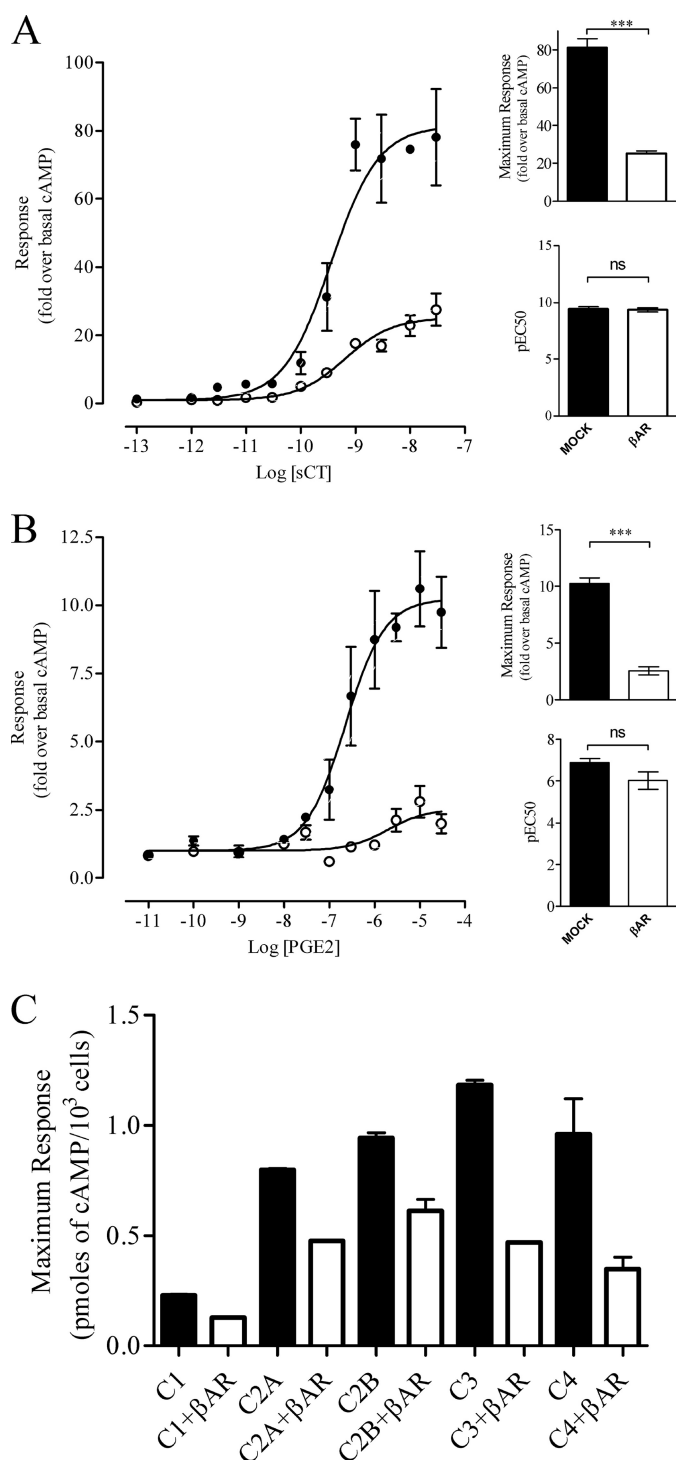 A
Response
(fold over basal cAMP)
100
80
60
40
20
0
-13
-12
-11
-10
-9
-8
-7
Log [sCT]
Maximum Response
(fold over basal cAMP)
80
60
40
20
0
***
pEC50
15
10
5
0
ns
MOCK
βAR
B
Response
(fold over basal cAMP)
12.5
10.0
7.5
5.0
2.5
0.0
-11
-10
-9
-8
-7
-6
-5
-4
Log [PGE2]
Maximum Response
(fold over basal cAMP)
15
10
5
0
***
pEC50
8
6
4
2
0
ns
MOCK
βAR
C
Maximum Response
(pmoles of cAMP/10³ cells)
1.5
1.0
0.5
0.0
C1
C1+βAR
C2A
C2A+βAR
C2B
C2B+βAR
C3
C3+βAR
C4
C4+βAR